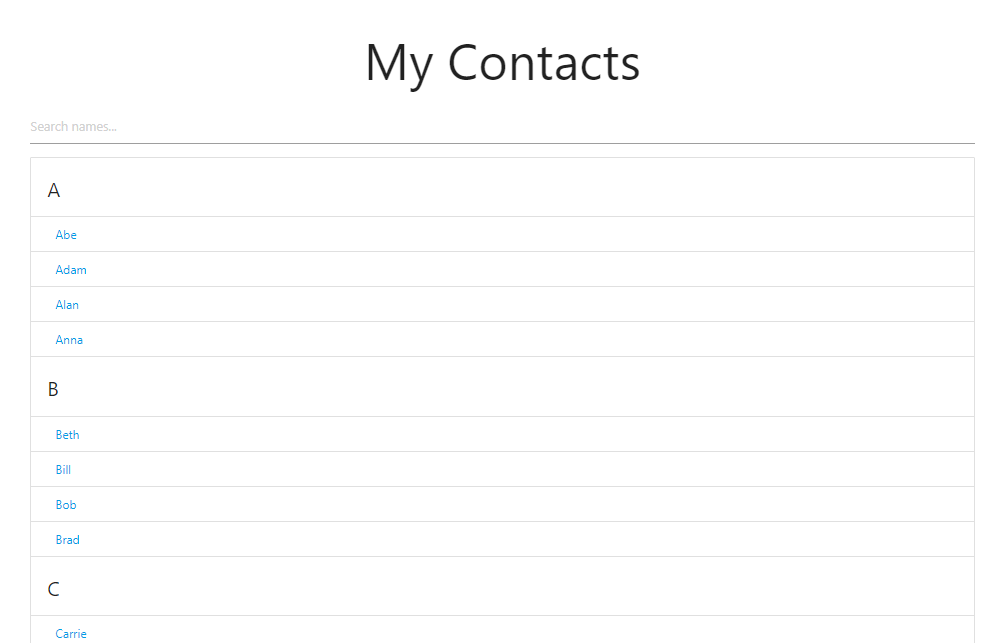 My Contacts
Search names...
A
Abe
Adam
Alan
Anna
B
Beth
Bill
Bob
Brad
C
Carrie